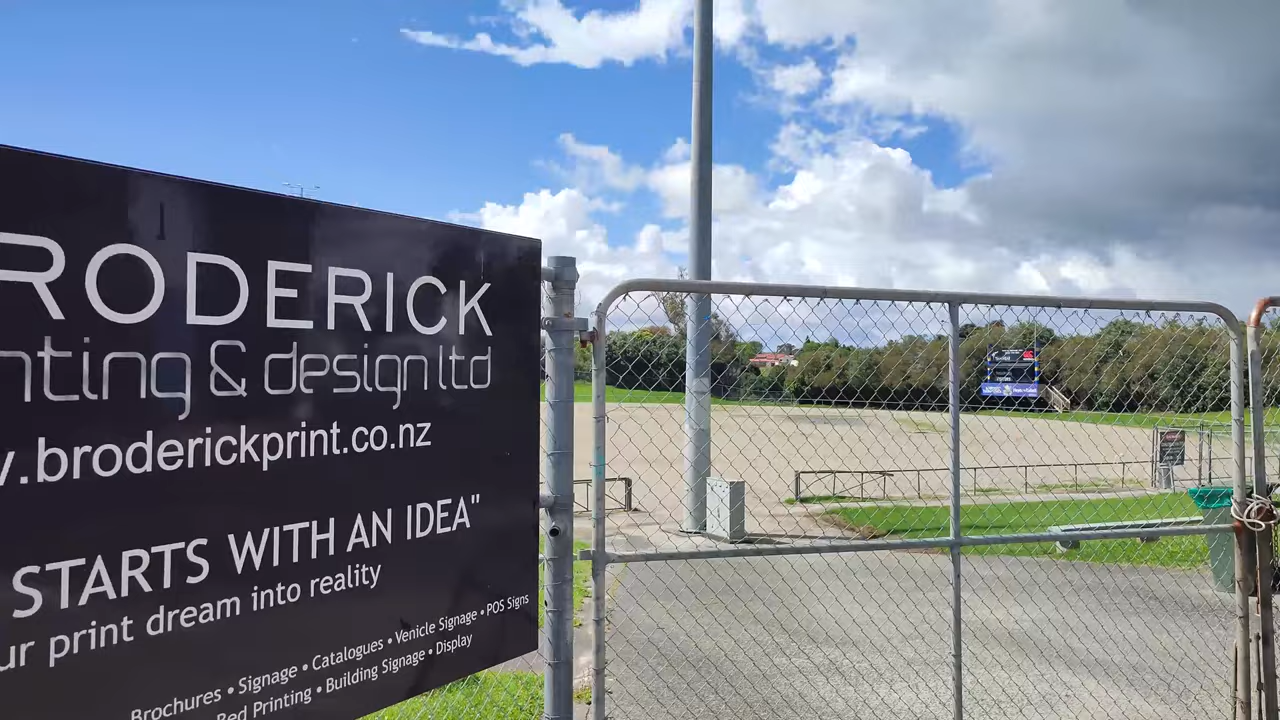 RODERICK
nting & design ltd
.broderickprint.co.nz
STARTS WITH AN IDEA"
ur print dream into reality
Brochures • Signage • Catalogues • Venicle Signage • POS Signs
Bed Printing • Building Signage • Display